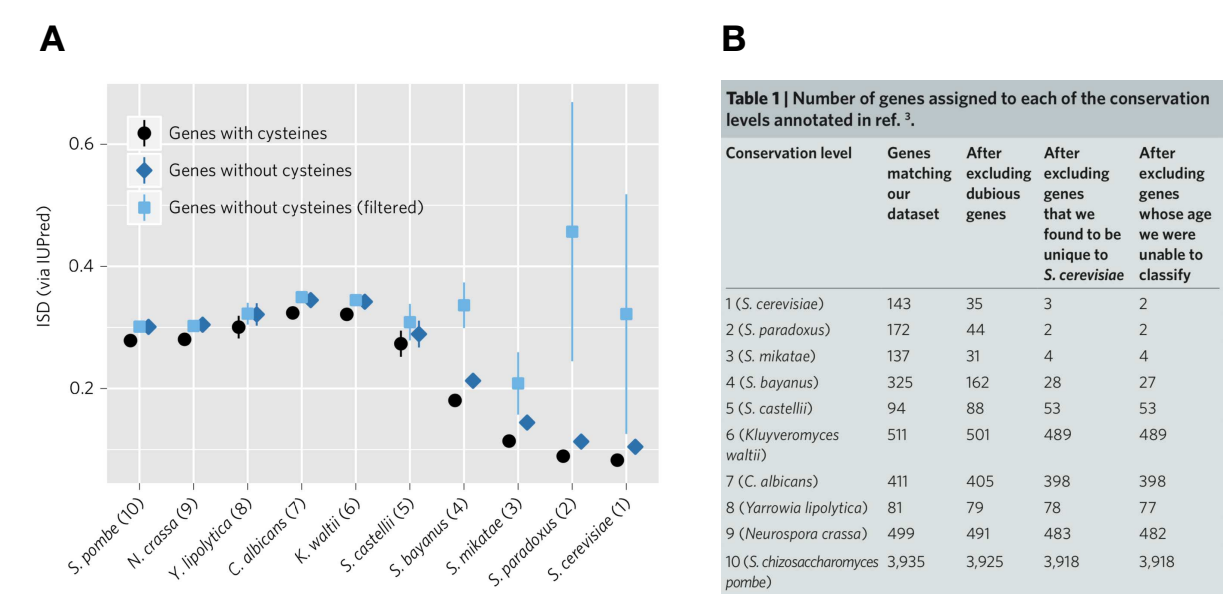 A
B
0.6
0.4
0.2
ISD (via IUPred)
Genes with cysteines
Genes without cysteines
Genes without cysteines (filtered)
S. pombe (10)
N. crassa (9)
Y. lipolytica (8)
C. albicans (7)
K. waltii (6)
S. castellii (5)
S. bayanus (4)
S. mikatae (3)
S. paradoxus (2)
S. cerevisiae (1)
Table 1 | Number of genes assigned to each of the conservation
levels annotated in ref. 3.
Conservation level Genes After After After
matching excluding excluding excluding
our dubious genes genes
dataset genes that we whose age
found to be we were
unique to unable to
S. cerevisiae classify
1 (S. cerevisiae) 143 35 3 2
2 (S. paradoxus) 172 44 2 2
3 (S. mikatae) 137 31 4 4
4 (S. bayanus) 325 162 28 27
5 (S. castellii) 94 88 53 53
6 (Kluyveromyces 511 501 489 489
waltii)
7 (C. albicans) 411 405 398 398
8 (Yarrowia lipolytica) 81 79 78 77
9 (Neurospora crassa) 499 491 483 482
10 (S. chizosaccharomyces 3,935 3,925 3,918 3,918
pombe)